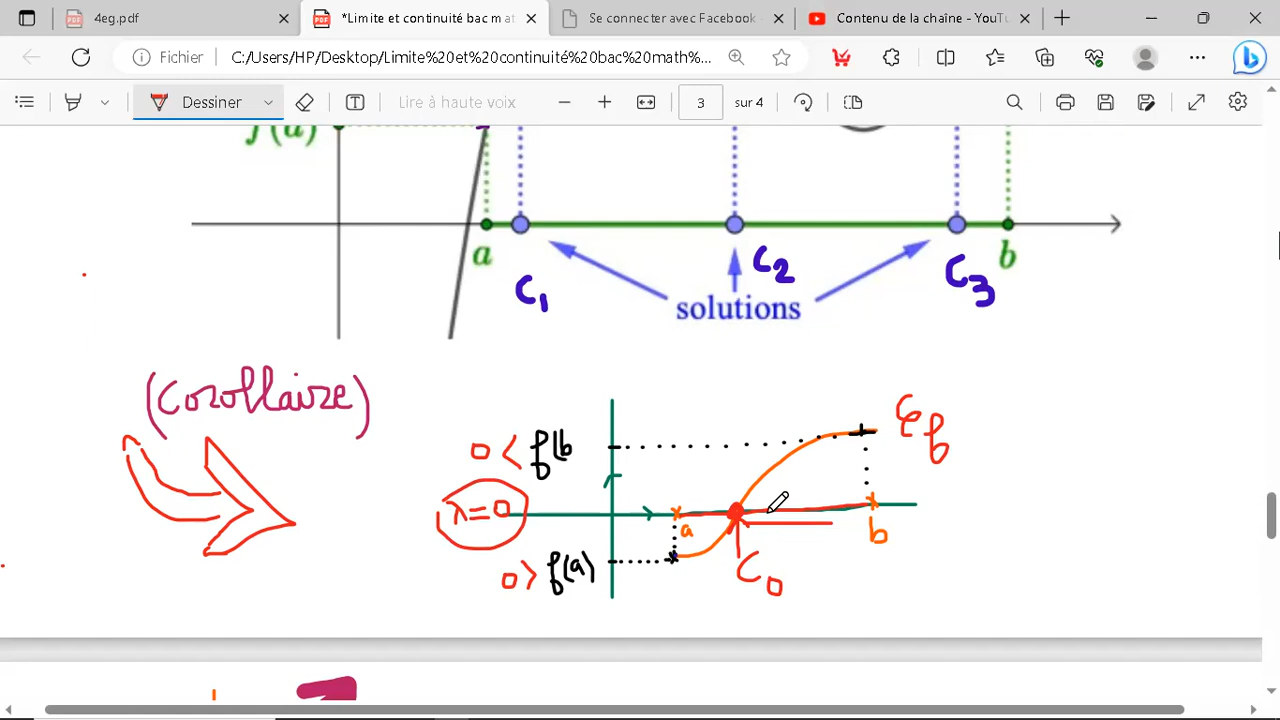 4eg.pdf
*Limite et continuité bac mat
Se connecter avec Facebook
Contenu de la chaîne - YouTu
Fichier
C:/Users/HP/Desktop/Limite%20et%20continuité%20bac%20math%...
Dessiner
Lire à haute voix
3
sur 4
f(a)
a
b
C1
C2
C3
solutions
(Corollaire)
0 < f(b
λ=0
0> f(a)
a
b
C0
Cf